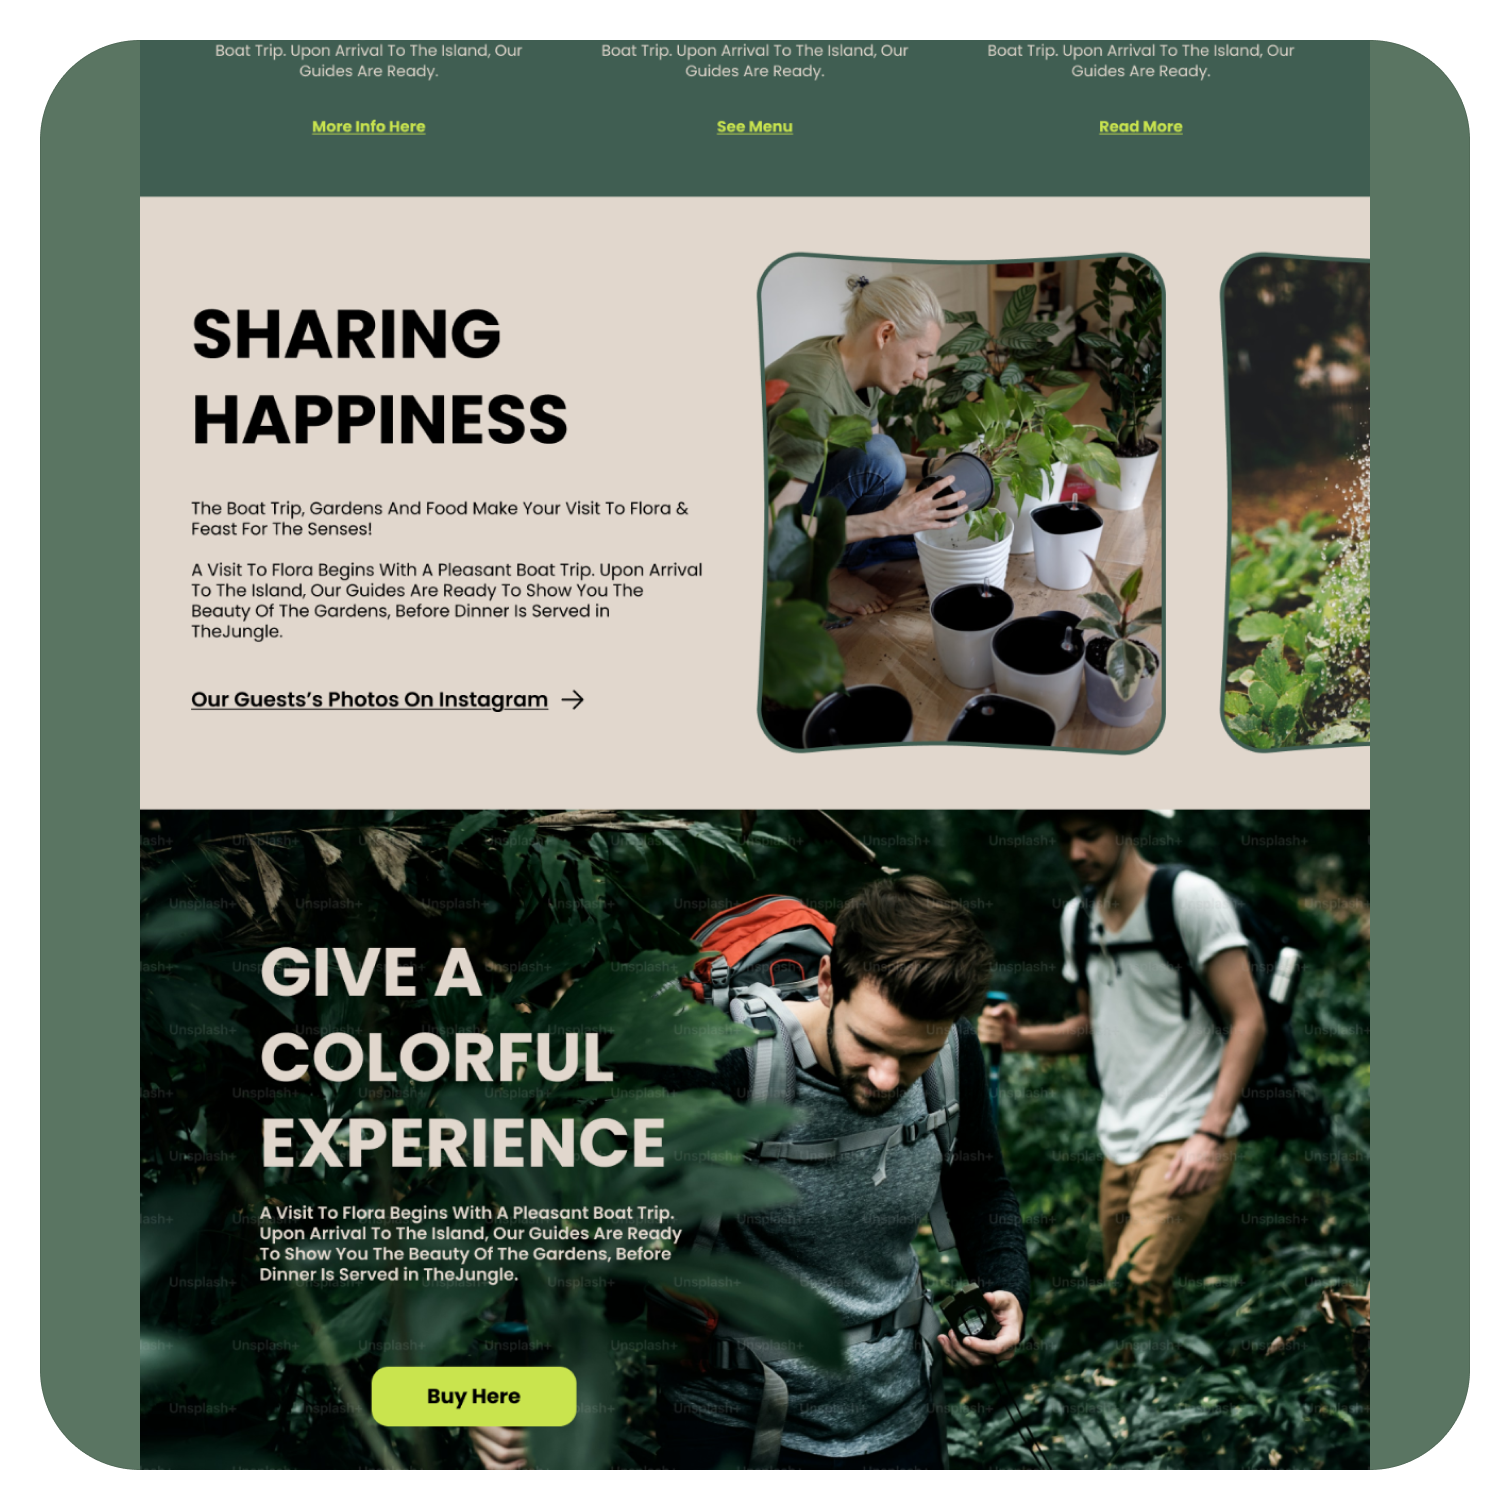 Boat Trip. Upon Arrival To The Island, Our
Guides Are Ready.
More Info Here
Boat Trip. Upon Arrival To The Island, Our
Guides Are Ready.
See Menu
Boat Trip. Upon Arrival To The Island, Our
Guides Are Ready.
Read More
SHARING
HAPPINESS
The Boat Trip, Gardens And Food Make Your Visit To Flora &
Feast For The Senses!
A Visit To Flora Begins With A Pleasant Boat Trip. Upon Arrival
To The Island, Our Guides Are Ready To Show You The
Beauty Of The Gardens, Before Dinner Is Served in
TheJungle.
Our Guests's Photos On Instagram
GIVE A
COLORFUL
EXPERIENCE
A Visit To Flora Begins With A Pleasant Boat Trip.
Upon Arrival To The Island, Our Guides Are Ready
To Show You The Beauty Of The Gardens, Before
Dinner Is Served in TheJungle.
Buy Here
Unsplash+